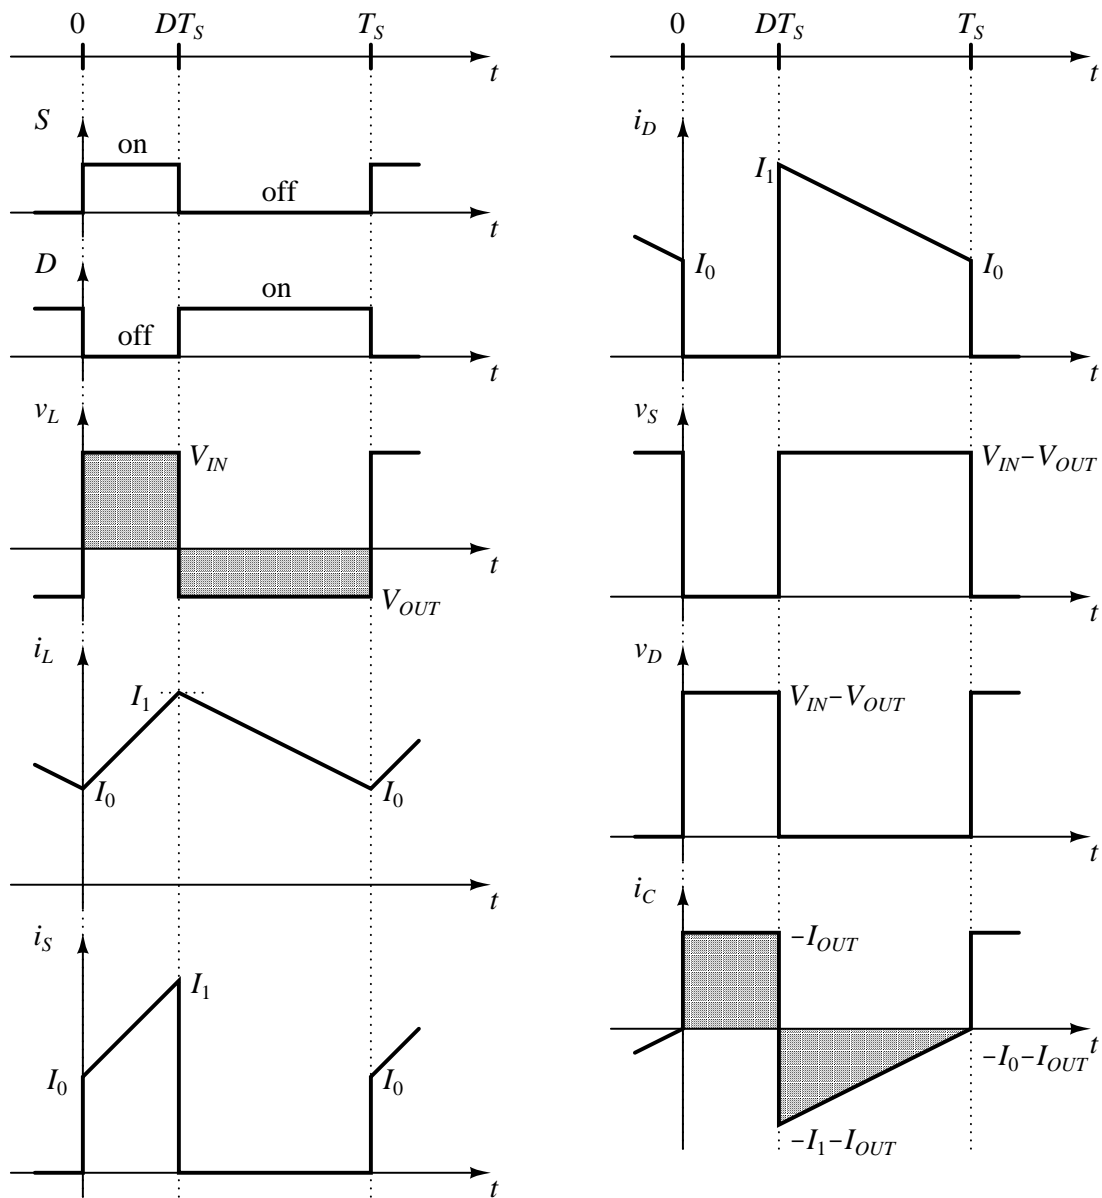 0 DT_S T_S
t
S
on
off
t
D
on
off
t
v_L
V_IN
t
V_OUT
i_L
I_1
I_0 I_0
t
i_S
I_1
I_0 I_0
t
0 DT_S T_S
t
i_D
I_1
I_0 I_0
t
v_S
V_IN−V_OUT
t
v_D
V_IN−V_OUT
t
i_C
−I_OUT
t
−I_0−I_OUT
−I_1−I_OUT